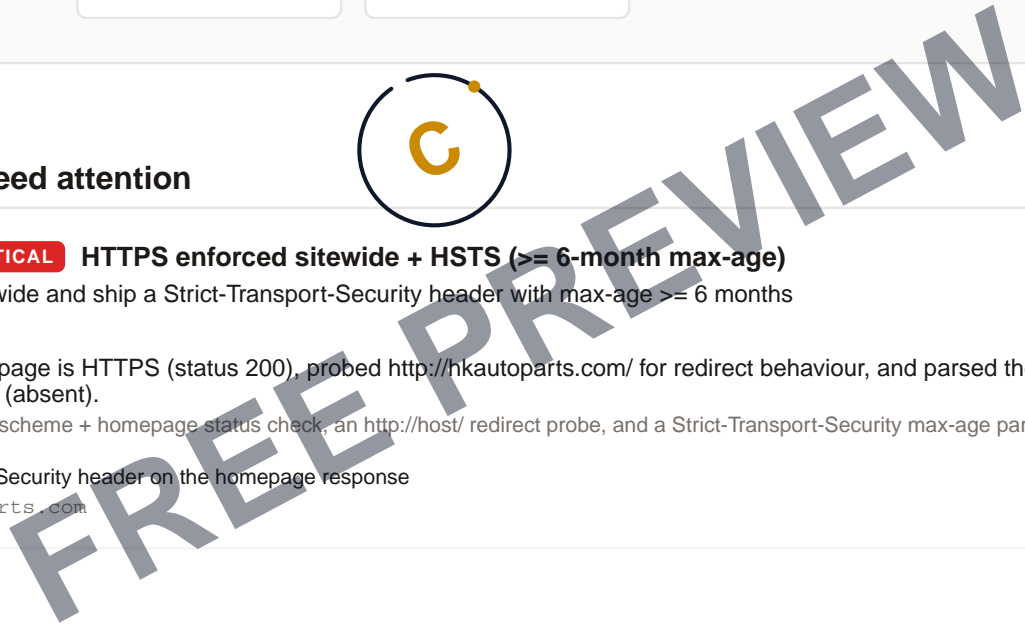 C
eed attention
TICAL HTTPS enforced sitewide + HSTS (>= 6-month max-age)
wide and ship a Strict-Transport-Security header with max-age >= 6 months
page is HTTPS (status 200), probed http://hkautoparts.com/ for redirect behaviour, and parsed th
(absent).
scheme + homepage status check, an http://host/ redirect probe, and a Strict-Transport-Security max-age par
Security header on the homepage response
rts.com
FREE PREVIEW